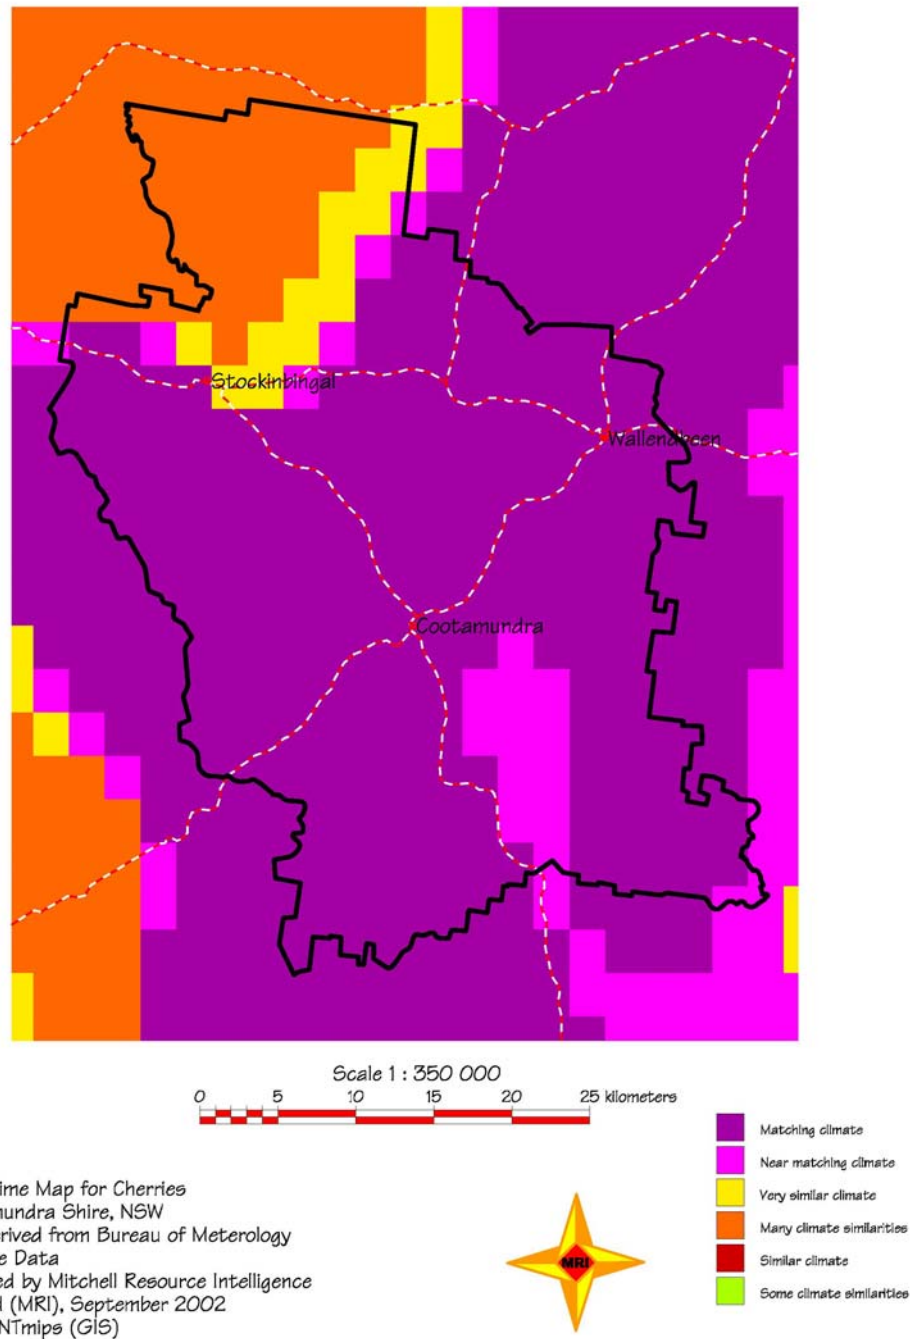 Stockinbingal
Wallendbeen
Cootamundra
Scale 1 : 350 000
0 5 10 15 20 25 kilometers
Matching climate
Near matching climate
Very similar climate
Many climate similarities
Similar climate
Some climate similarities
ime Map for Cherries
mundra Shire, NSW
erived from Bureau of Meterology
e Data
ed by Mitchell Resource Intelligence
d (MRI), September 2002
NTmips (GIS)
MRI